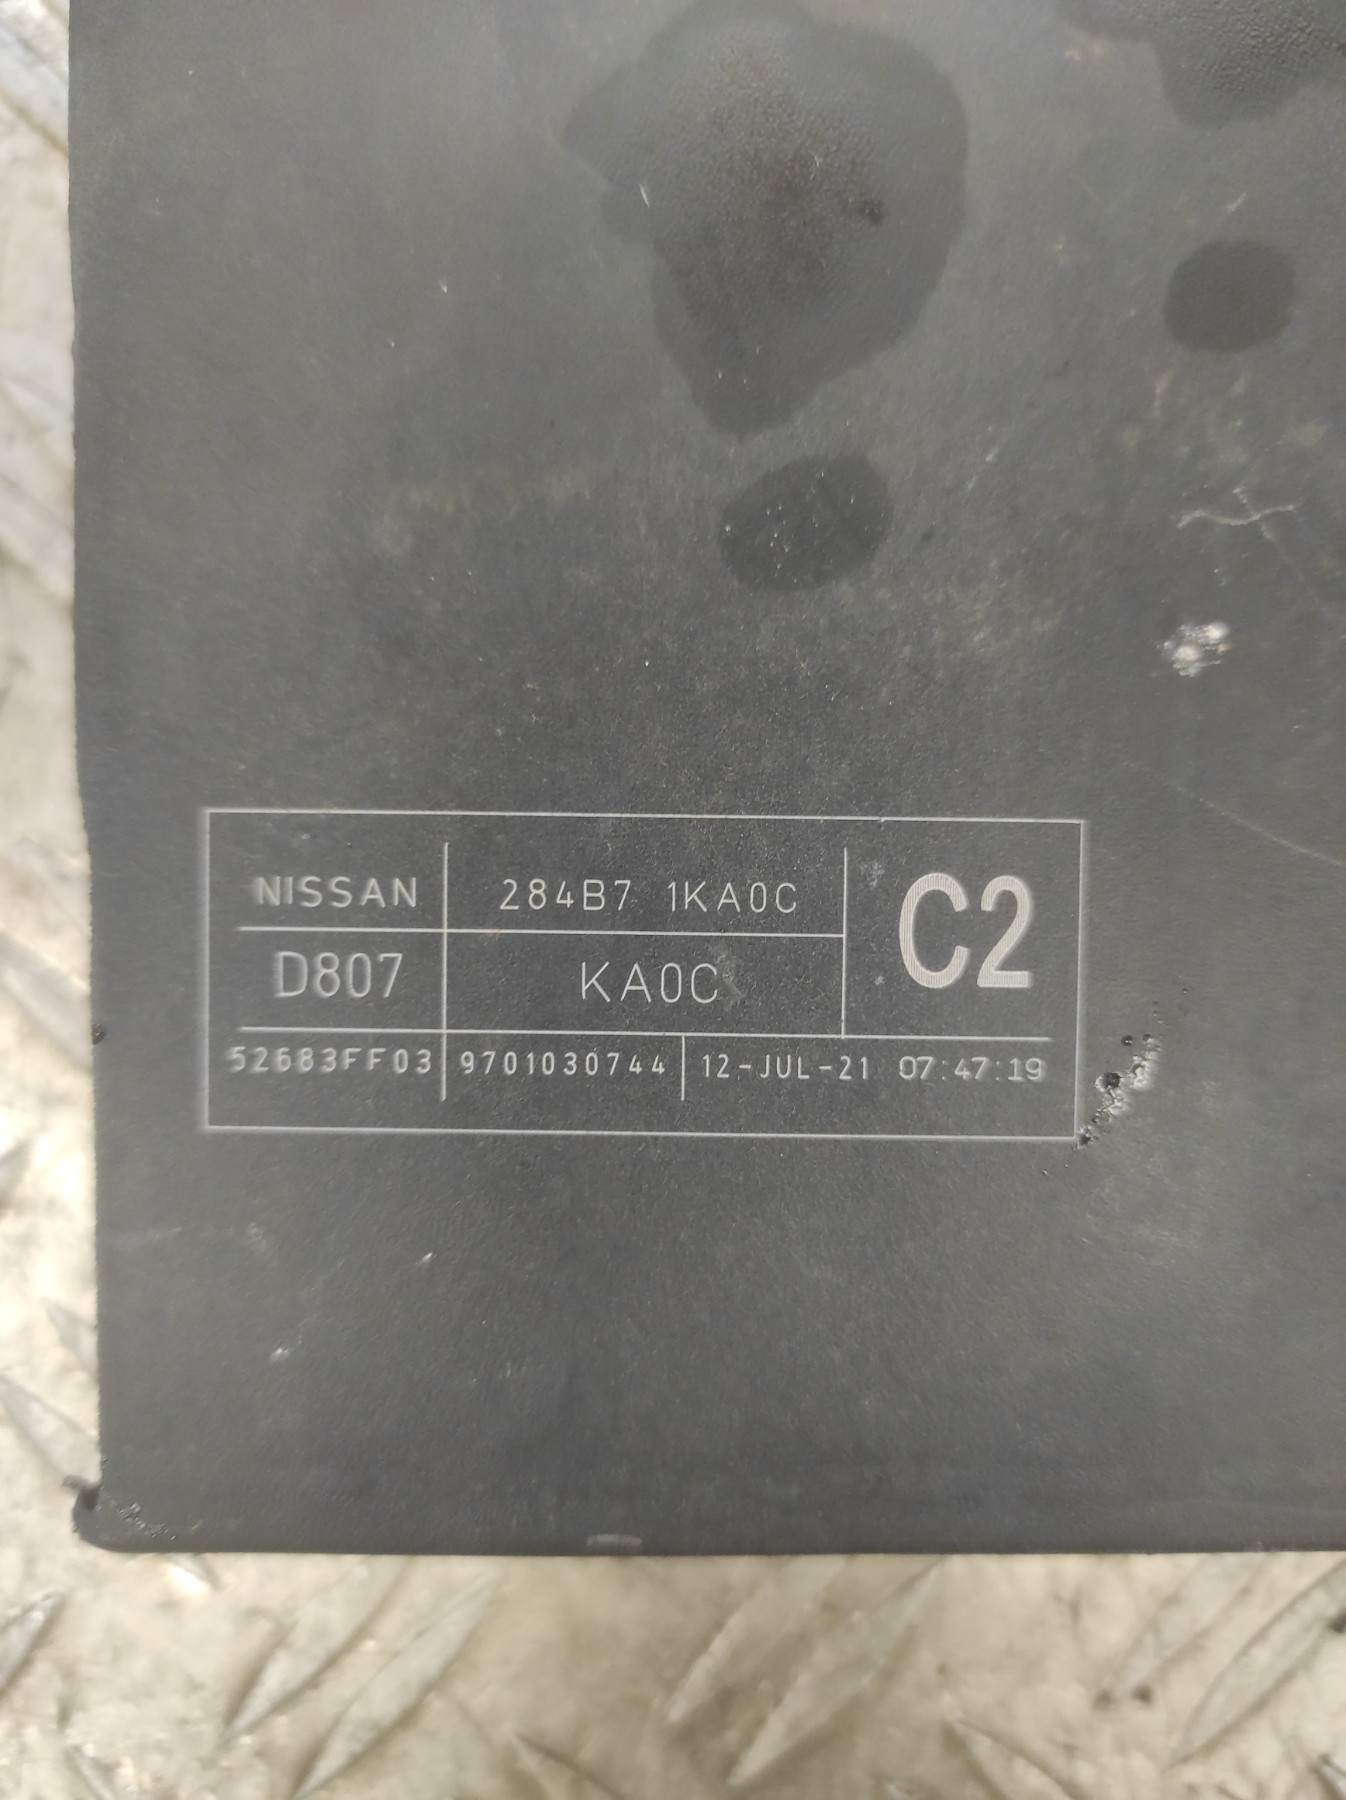 NISSAN 284B7 1KA0C C2
D807 KA0C
52683FF03 9701030744 12-JUL-21 07:47:19